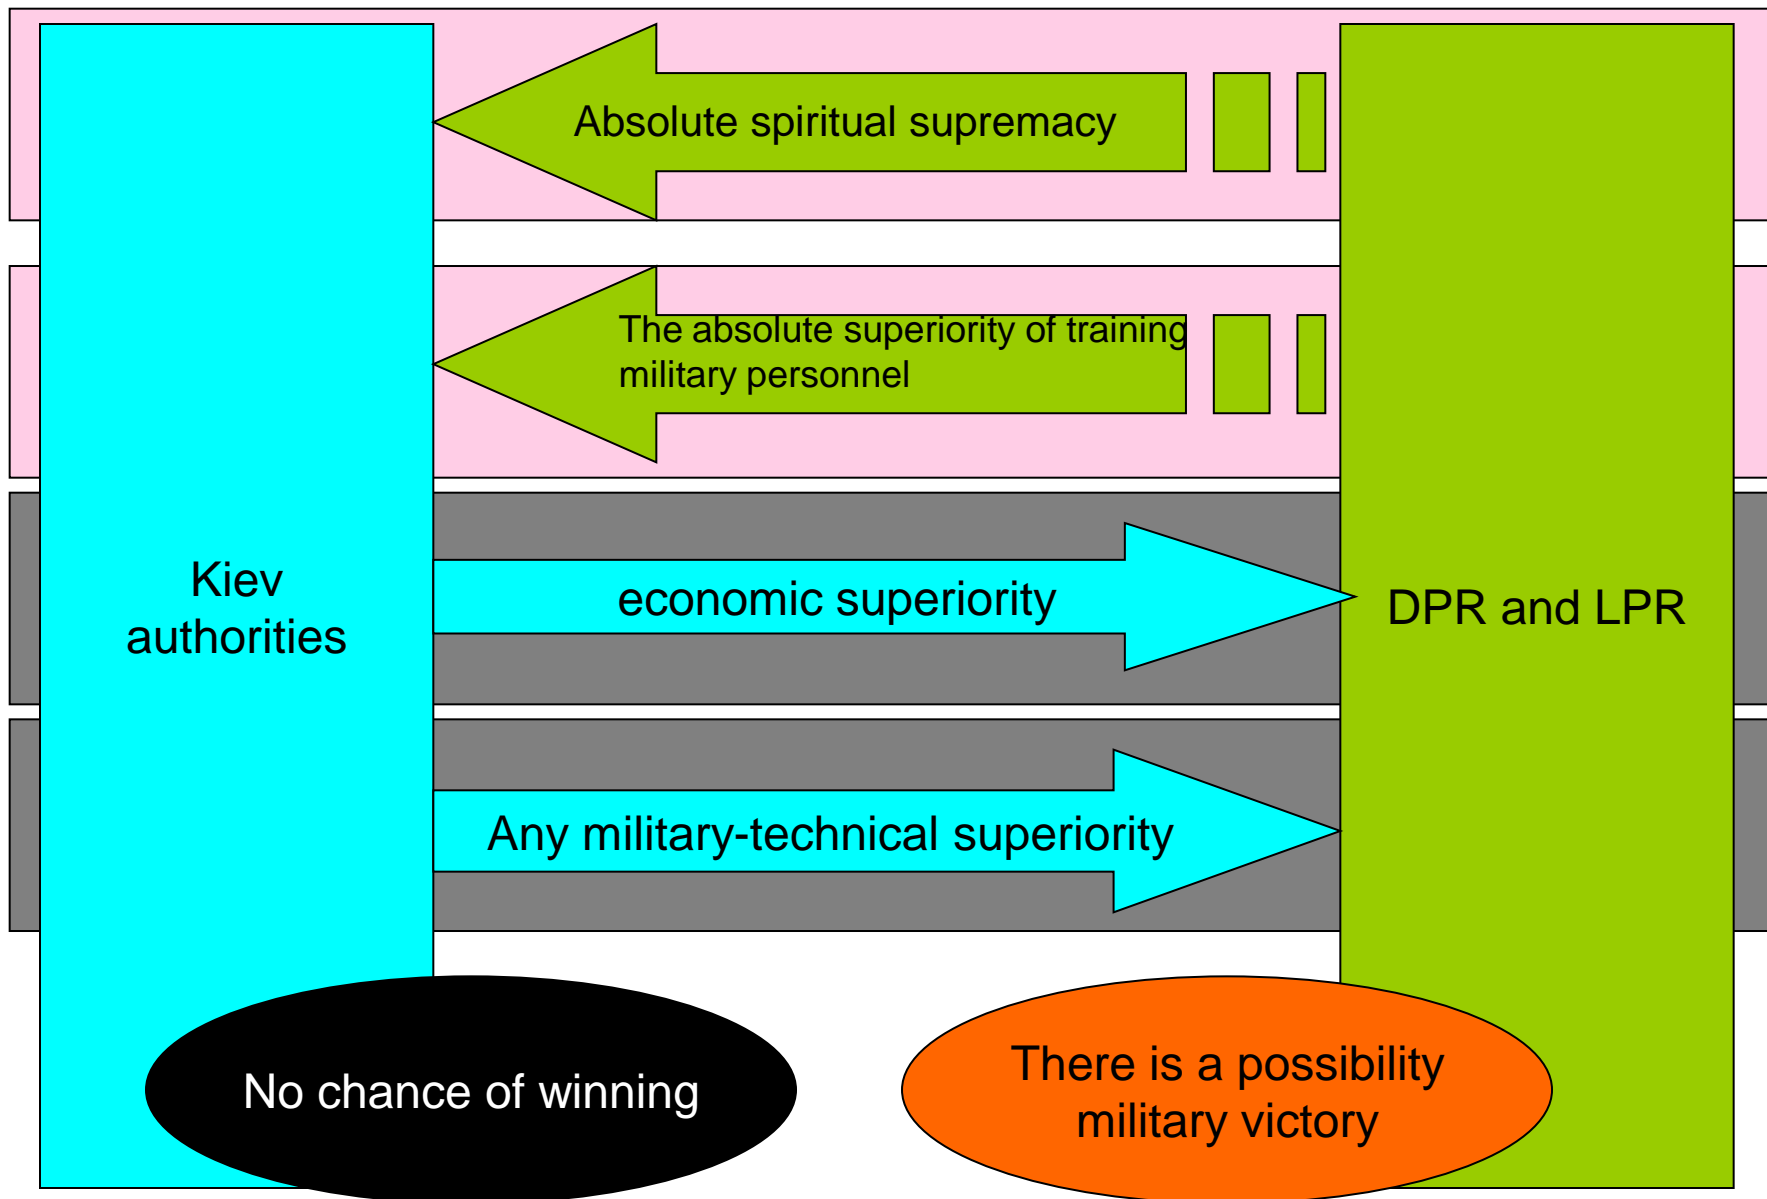 Absolute spiritual supremacy
The absolute superiority of training
military personnel
Kiev
authorities
economic superiority
DPR and LPR
Any military-technical superiority
No chance of winning
There is a possibility
military victory